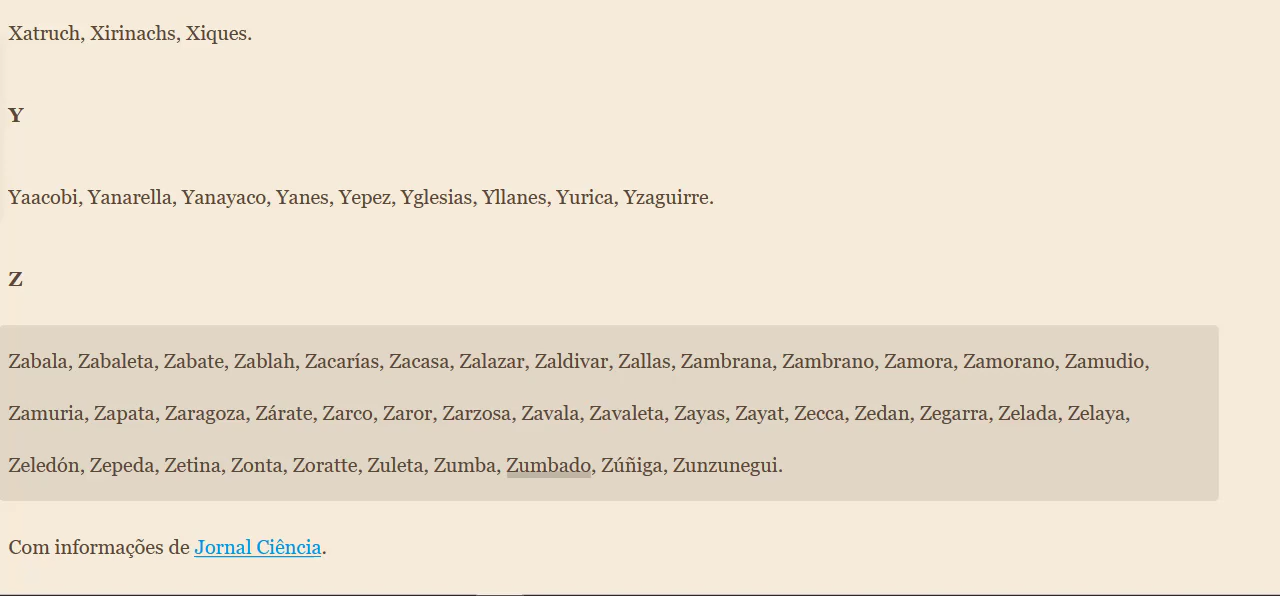 Xatruch, Xirinachs, Xiques.
Y
Yaacobi, Yanarella, Yanayaco, Yanes, Yepez, Yglesias, Yllanes, Yurica, Yzaguirre.
Z
Zabala, Zabaleta, Zabate, Zablah, Zacarías, Zacasa, Zalazar, Zaldivar, Zallas, Zambrana, Zambrano, Zamora, Zamorano, Zamudio,
Zamuria, Zapata, Zaragoza, Zárate, Zarco, Zaror, Zarzosa, Zavala, Zavaleta, Zayas, Zayat, Zecca, Zedan, Zegarra, Zelada, Zelaya,
Zeledón, Zepeda, Zetina, Zonta, Zoratte, Zuleta, Zumba, Zumbado, Zúñiga, Zunzunegui.
Com informações de Jornal Ciência.